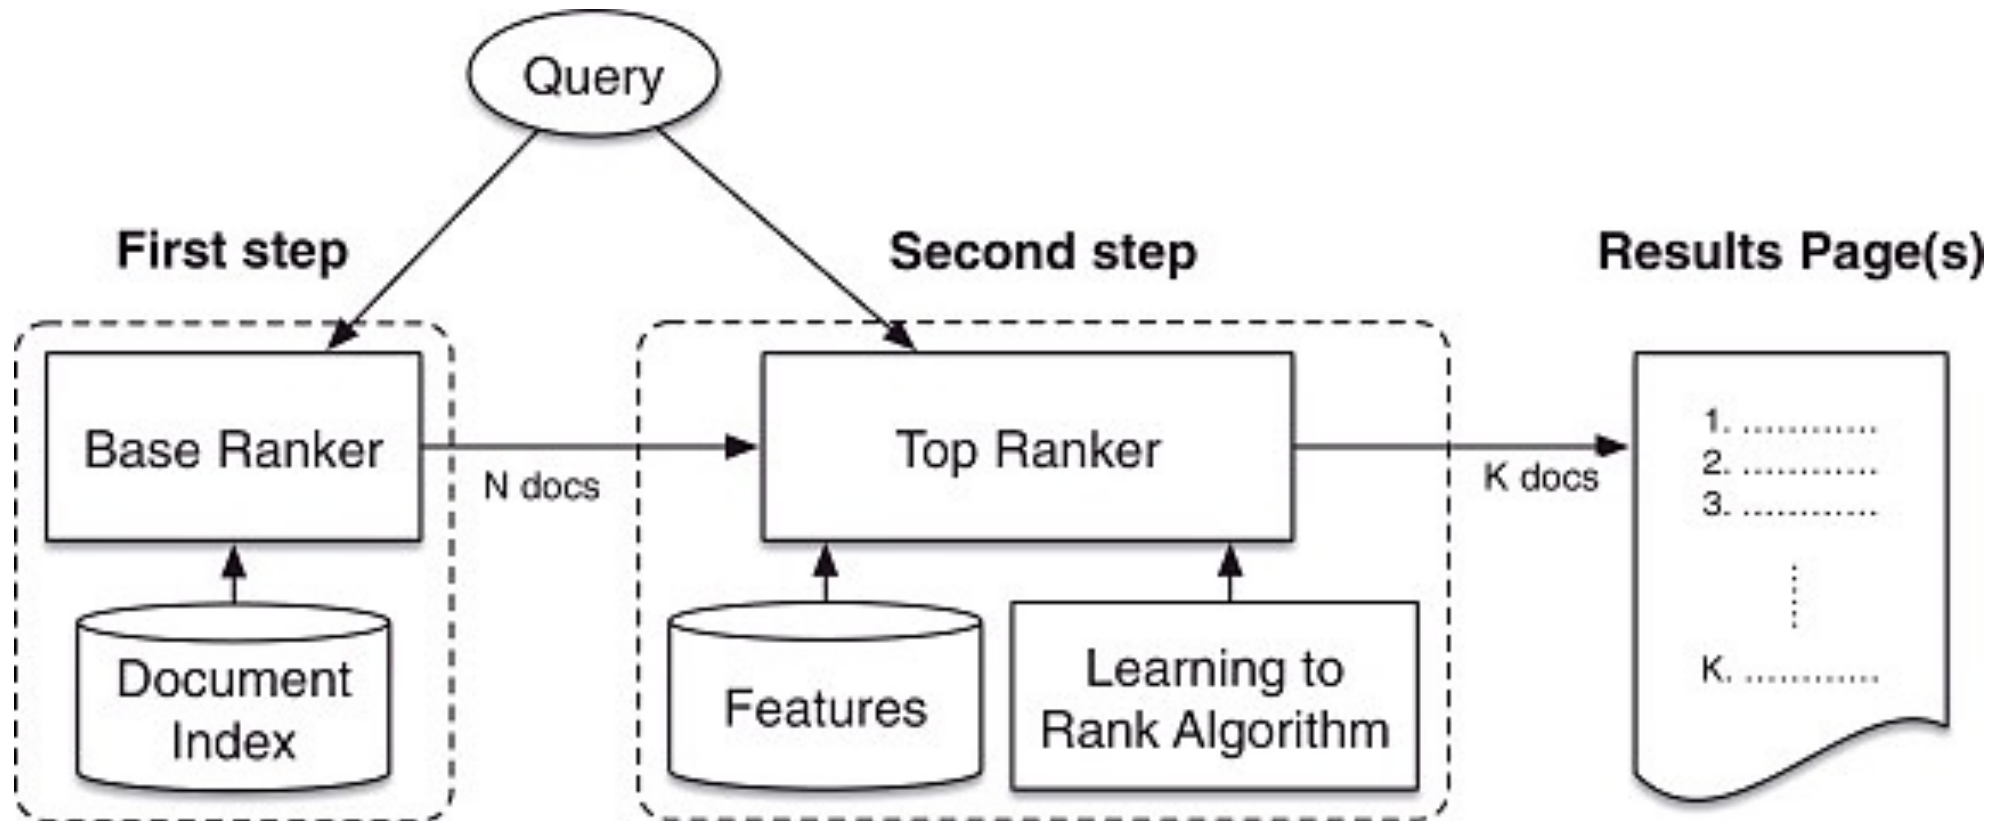 Query
First step
Second step
Results Page(s)
Base Ranker
N docs
Top Ranker
K docs
1. ............
2. ............
3. ............
K. ............
Document
Index
Features
Learning to
Rank Algorithm